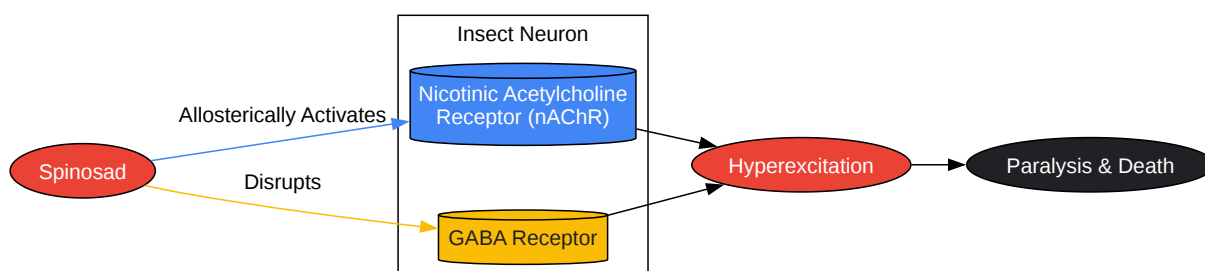 Insect Neuron
Nicotinic Acetylcholine
Receptor (nAChR)
Allosterically Activates
Spinosad
Disrupts
GABA Receptor
Hyperexcitation
Paralysis & Death